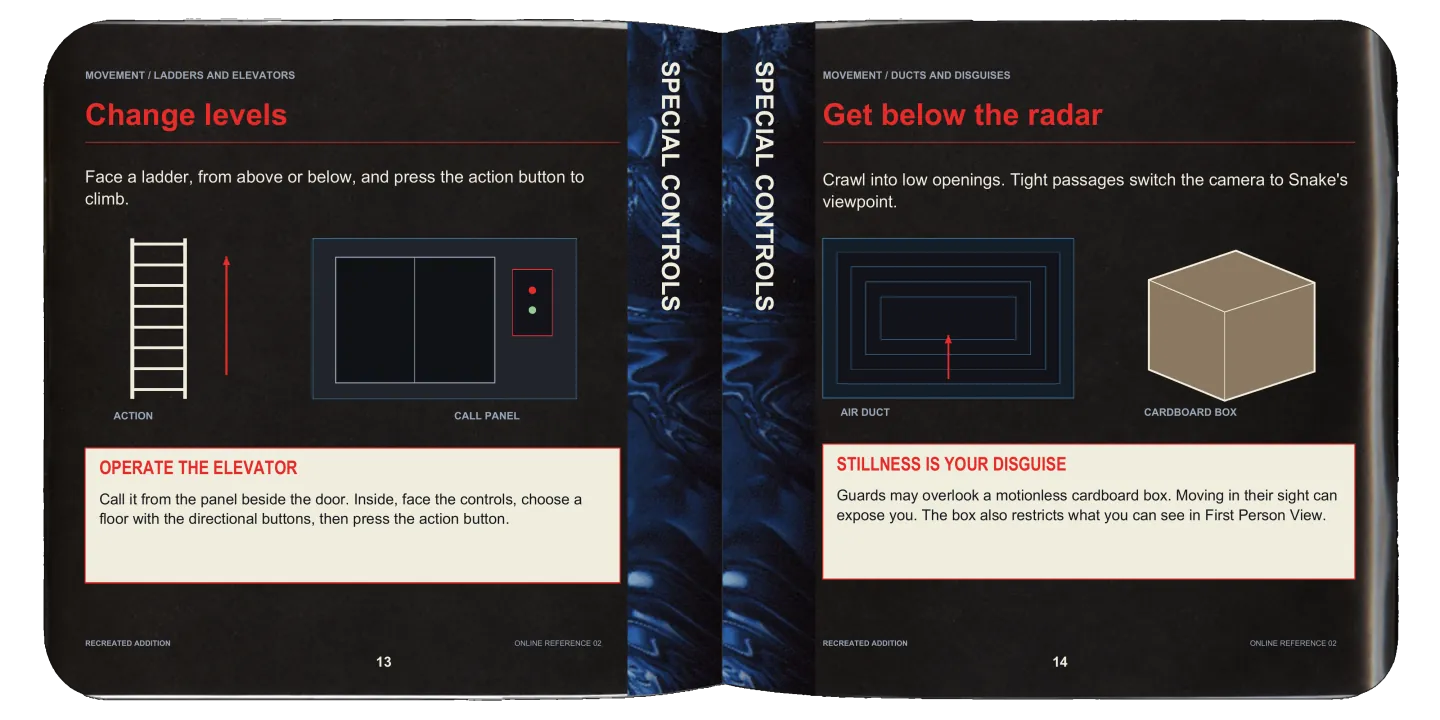 MOVEMENT / LADDERS AND ELEVATORS
Change levels
Face a ladder, from above or below, and press the action button to
climb.
ACTION
CALL PANEL
OPERATE THE ELEVATOR
Call it from the panel beside the door. Inside, face the controls, choose a
floor with the directional buttons, then press the action button.
RECREATED ADDITION
ONLINE REFERENCE 02
13
SPECIAL CONTROLS
SPECIAL CONTROLS
MOVEMENT / DUCTS AND DISGUISES
Get below the radar
Crawl into low openings. Tight passages switch the camera to Snake's
viewpoint.
AIR DUCT
CARDBOARD BOX
STILLNESS IS YOUR DISGUISE
Guards may overlook a motionless cardboard box. Moving in their sight can
expose you. The box also restricts what you can see in First Person View.
RECREATED ADDITION
ONLINE REFERENCE 02
14